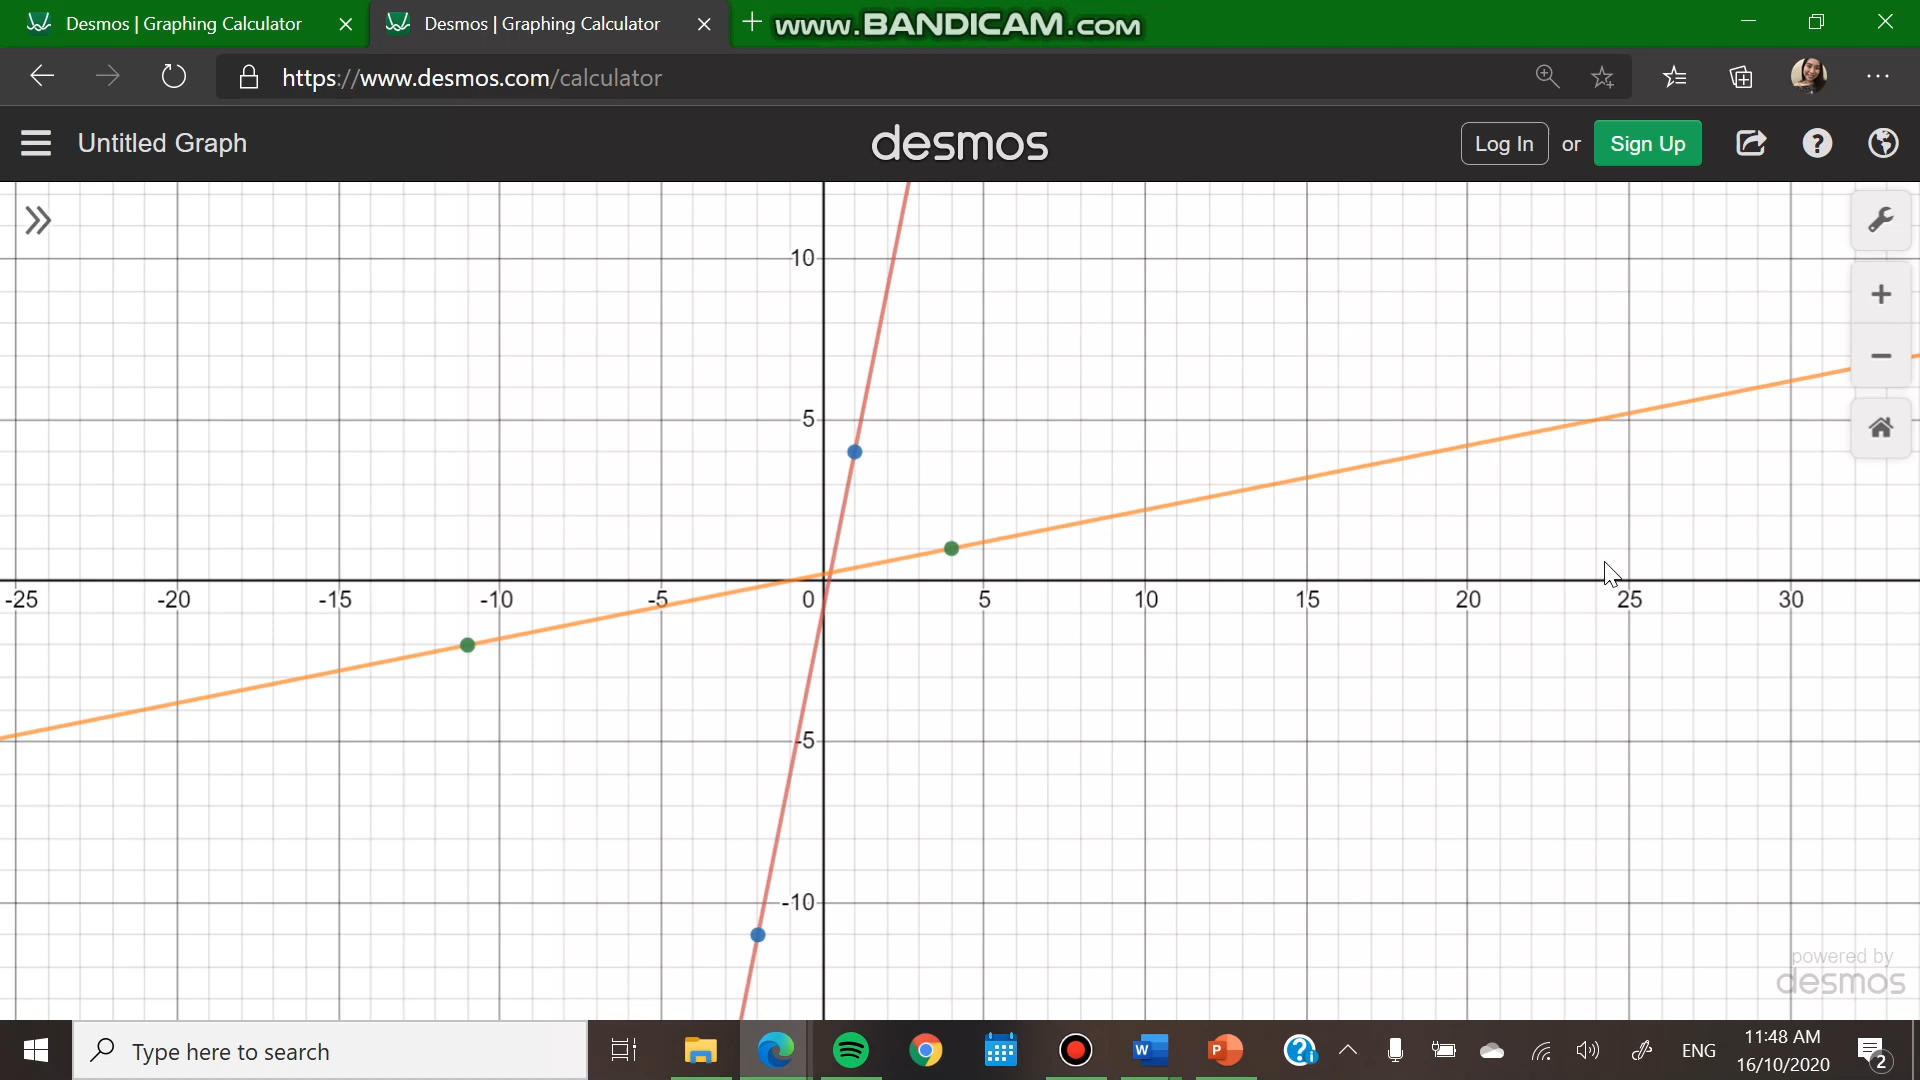 Desmos | Graphing Calculator
Desmos | Graphing Calculator
www.BANDICAM.com
https://www.desmos.com/calculator
Untitled Graph
desmos
Log In or Sign Up
10
5
-25 -20 -15 -10 -5 0 5 10 15 20 25 30
-5
-10
powered by
desmos
Type here to search
ENG
11:48 AM
16/10/2020
2